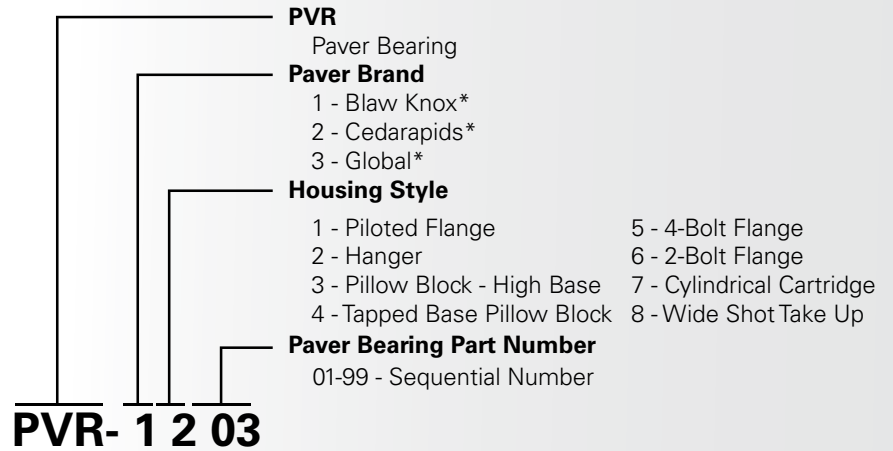 PVR
Paver Bearing
Paver Brand
1 - Blaw Knox*
2 - Cedarapids*
3 - Global*
Housing Style
1 - Piloted Flange
2 - Hanger
3 - Pillow Block - High Base
4 - Tapped Base Pillow Block
5 - 4-Bolt Flange
6 - 2-Bolt Flange
7 - Cylindrical Cartridge
8 - Wide Shot Take Up
Paver Bearing Part Number
01-99 - Sequential Number
PVR- 1 2 03